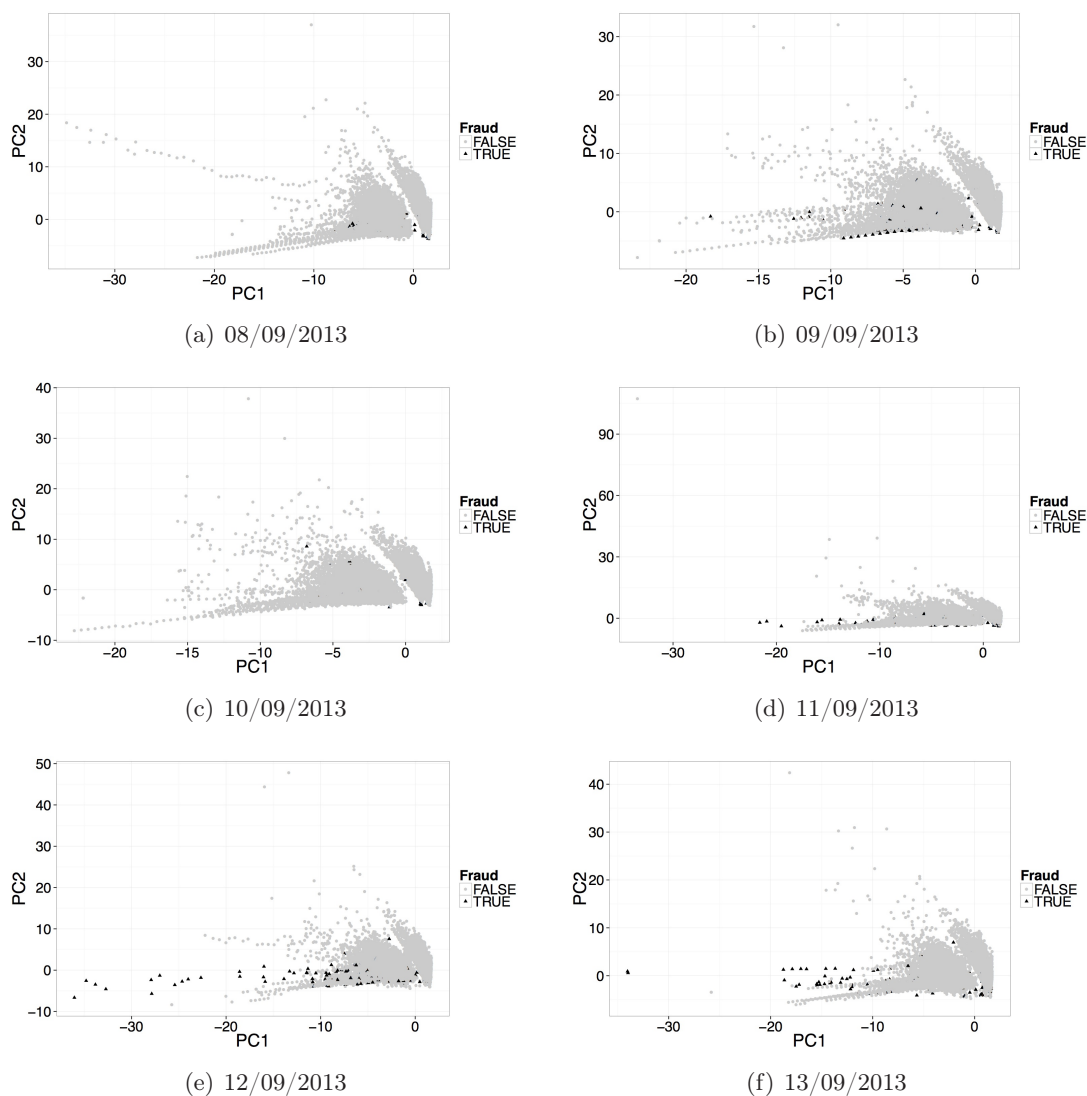 PC2
30
20
10
0
−30
−20
−10
0
PC1
Fraud
FALSE
TRUE
(a) 08/09/2013
PC2
30
20
10
0
−20
−15
−10
−5
0
PC1
Fraud
FALSE
TRUE
(b) 09/09/2013
PC2
40
30
20
10
0
−10
−20
−15
−10
−5
0
PC1
Fraud
FALSE
TRUE
(c) 10/09/2013
PC2
90
60
30
0
−30
−20
−10
0
PC1
Fraud
FALSE
TRUE
(d) 11/09/2013
PC2
50
40
30
20
10
0
−10
−30
−20
−10
0
PC1
Fraud
FALSE
TRUE
(e) 12/09/2013
PC2
40
30
20
10
0
−30
−20
−10
0
PC1
Fraud
FALSE
TRUE
(f) 13/09/2013